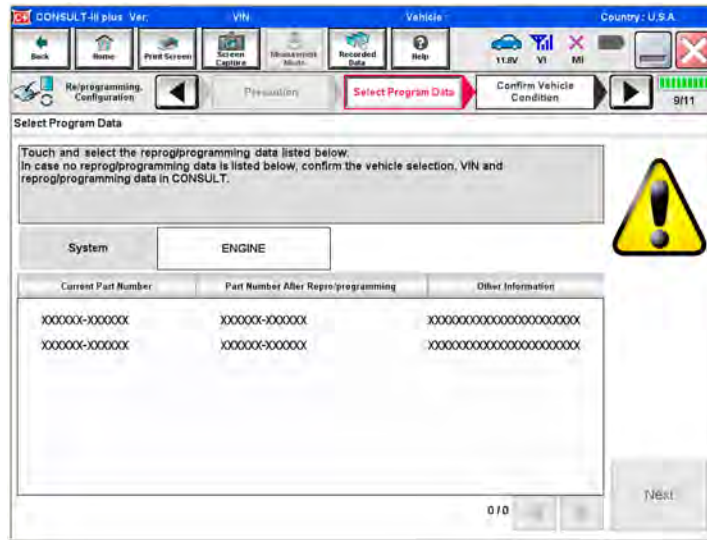 C+ CONSULT-III plus Ver. VIN Vehicle Country : U.S.A
Back Home Print Screen Screen Capture Measurement Mode Recorded Data Help 11.8V VI MI
Re/programming, Configuration Precaution Select Program Data Confirm Vehicle Condition 9/11
Select Program Data
Touch and select the reprog/programming data listed below.
In case no reprog/programming data is listed below, confirm the vehicle selection, VIN and
reprog/programming data in CONSULT.
System ENGINE
Current Part Number Part Number After Repro/programming Other Information
XXXXXX-XXXXXX XXXXXX-XXXXXX XXXXXXXXXXXXXXXXXXXXXXX
XXXXXX-XXXXXX XXXXXX-XXXXXX XXXXXXXXXXXXXXXXXXXXXXX
0/0
Next